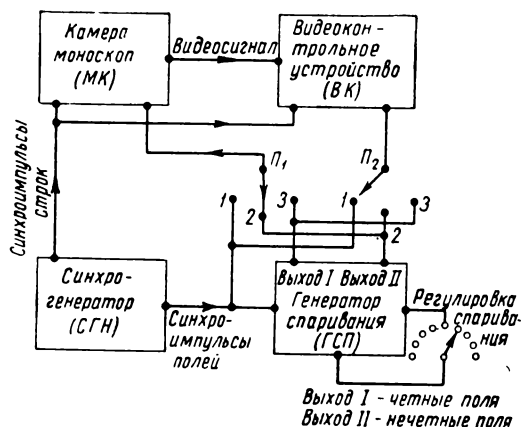 Камера
моноскоп
(МК)
Видеосигнал
Видеокон-
трольное
устройство
(ВК)
Синхроимпульсы
строк
П₁
П₂
1
2
3
1
2
3
Синхро-
генератор
(СГН)
Синхро-
импульсы
полей
Выход I Выход II
Генератор
спаривания
(ГСП)
Регулировка
спарива-
ния
Выход I - четные поля
Выход II - нечетные поля